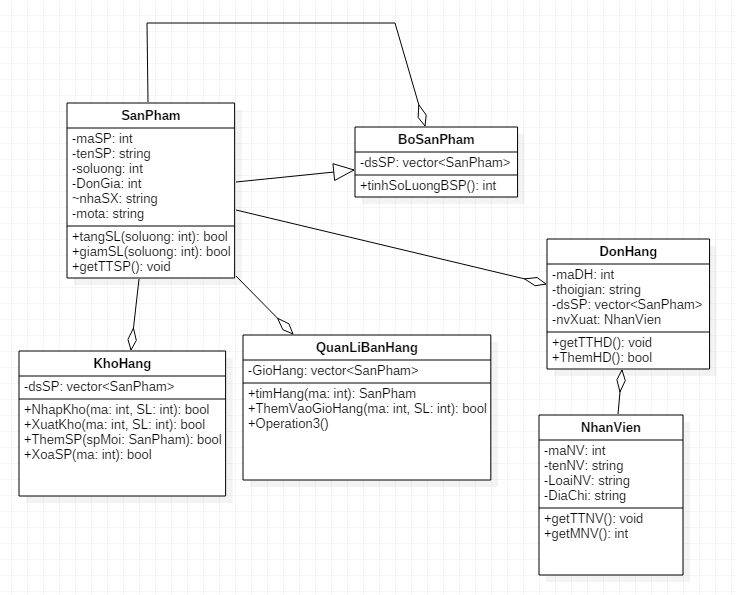 SanPham
-maSP: int
-tenSP: string
-soluong: int
-DonGia: int
~nhaSX: string
-mota: string
+tangSL(soluong: int): bool
+giamSL(soluong: int): bool
+getTTSP(): void
BoSanPham
-dsSP: vector<SanPham>
+tinhSoLuongBSP(): int
DonHang
-maDH: int
-thoigian: string
-dsSP: vector<SanPham>
-nvXuat: NhanVien
+getTTHD(): void
+ThemHD(): bool
KhoHang
-dsSP: vector<SanPham>
+NhapKho(ma: int, SL: int): bool
+XuatKho(ma: int, SL: int): bool
+ThemSP(spMoi: SanPham): bool
+XoaSP(ma: int): bool
QuanLiBanHang
-GioHang: vector<SanPham>
+timHang(ma: int): SanPham
+ThemVaoGioHang(ma: int, SL: int): bool
+Operation3()
NhanVien
-maNV: int
-tenNV: string
-LoaiNV: string
-DiaChi: string
+getTTNV(): void
+getMNV(): int